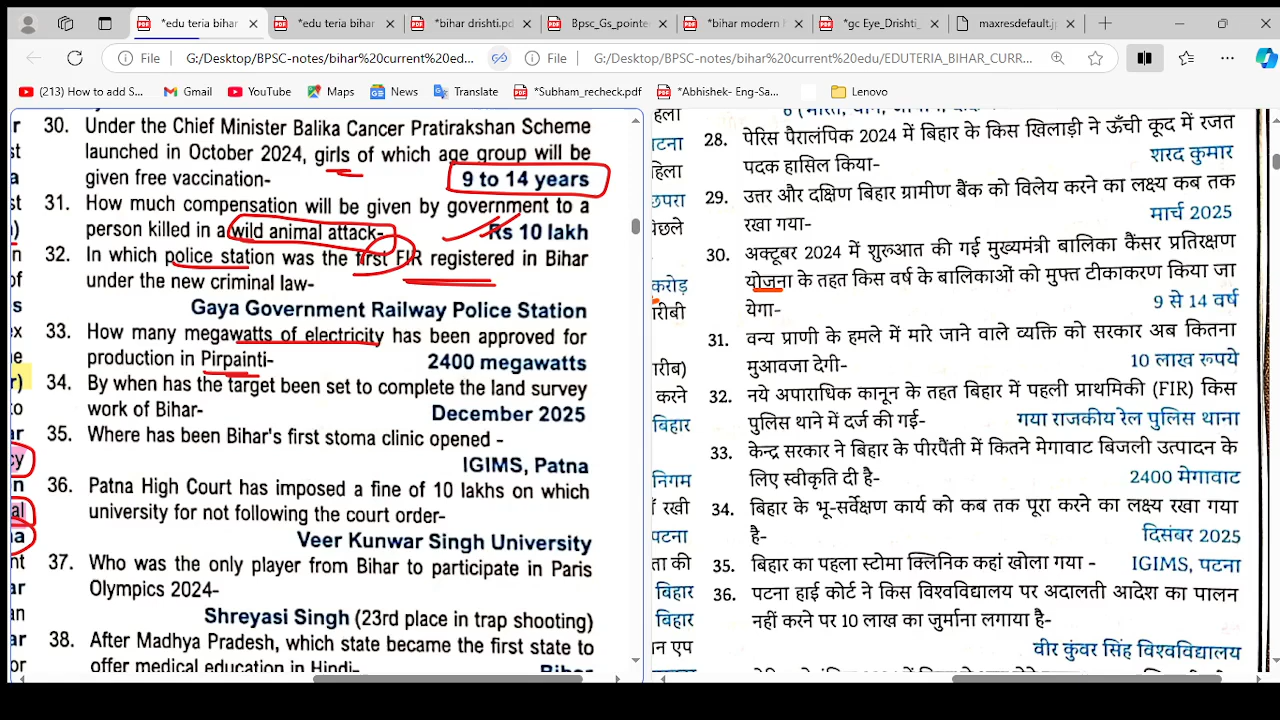 *edu teria bihar
*edu teria bihar
*bihar drishti.pd
Bpsc_Gs_pointe
*bihar modern
*gc Eye_Drishti_
maxresdefault.j
File
G:/Desktop/BPSC-notes/bihar%20current%20ed...
File
G:/Desktop/BPSC-notes/bihar%20current%20edu/EDUTERIA_BIHAR_CURR...
(213) How to add S...
Gmail
YouTube
Maps
News
Translate
*Subham_recheck.pdf
*Abhishek- Eng-Sa...
Lenovo
30. Under the Chief Minister Balika Cancer Pratirakshan Scheme
launched in October 2024, girls of which age group will be
given free vaccination- 9 to 14 years
31. How much compensation will be given by government to a
person killed in a wild animal attack- Rs 10 lakh
32. In which police station was the first FIR registered in Bihar
under the new criminal law-
Gaya Government Railway Police Station
33. How many megawatts of electricity has been approved for
production in Pirpainti- 2400 megawatts
34. By when has the target been set to complete the land survey
work of Bihar- December 2025
35. Where has been Bihar's first stoma clinic opened -
IGIMS, Patna
36. Patna High Court has imposed a fine of 10 lakhs on which
university for not following the court order-
Veer Kunwar Singh University
37. Who was the only player from Bihar to participate in Paris
Olympics 2024-
Shreyasi Singh (23rd place in trap shooting)
38. After Madhya Pradesh, which state became the first state to
offer medical education in Hindi- Bihar
28. पेरिस पैरालंपिक 2024 में बिहार के किस खिलाड़ी ने ऊँची कूद में रजत
पदक हासिल किया- शरद कुमार
29. उत्तर और दक्षिण बिहार ग्रामीण बैंक को विलेय करने का लक्ष्य कब तक
रखा गया- मार्च 2025
30. अक्टूबर 2024 में शुरुआत की गई मुख्यमंत्री बालिका कैंसर प्रतिरक्षण
योजना के तहत किस वर्ष के बालिकाओं को मुफ्त टीकाकरण किया जा
येगा- 9 से 14 वर्ष
31. वन्य प्राणी के हमले में मारे जाने वाले व्यक्ति को सरकार अब कितना
मुआवजा देगी- 10 लाख रूपये
32. नये अपाराधिक कानून के तहत बिहार में पहली प्राथमिकी (FIR) किस
पुलिस थाने में दर्ज की गई- गया राजकीय रेल पुलिस थाना
33. केन्द्र सरकार ने बिहार के पीरपैंती में कितने मेगावाट बिजली उत्पादन के
लिए स्वीकृति दी है- 2400 मेगावाट
34. बिहार के भू-सर्वेक्षण कार्य को कब तक पूरा करने का लक्ष्य रखा गया
है- दिसंबर 2025
35. बिहार का पहला स्टोमा क्लिनिक कहां खोला गया - IGIMS, पटना
36. पटना हाई कोर्ट ने किस विश्वविद्यालय पर अदालती आदेश का पालन
नहीं करने पर 10 लाख का जुर्माना लगाया है-
वीर कुंवर सिंह विश्वविद्यालय